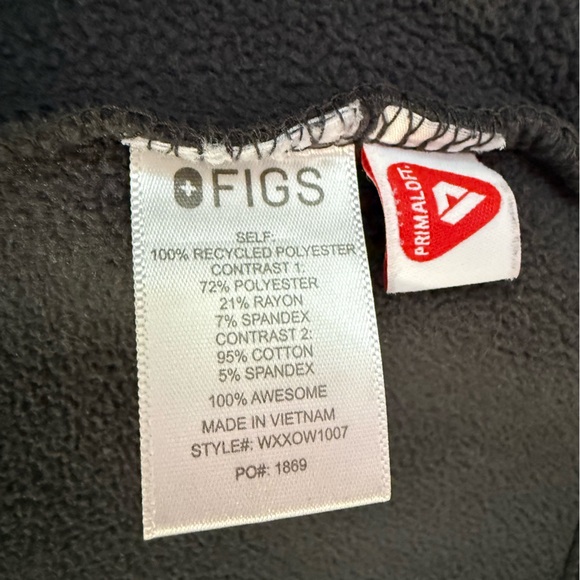 FIGS
SELF:
100% RECYCLED POLYESTER
CONTRAST 1:
72% POLYESTER
21% RAYON
7% SPANDEX
CONTRAST 2:
95% COTTON
5% SPANDEX
100% AWESOME
MADE IN VIETNAM
STYLE#: WXXOW1007
PO#: 1869
PRIMALOFT